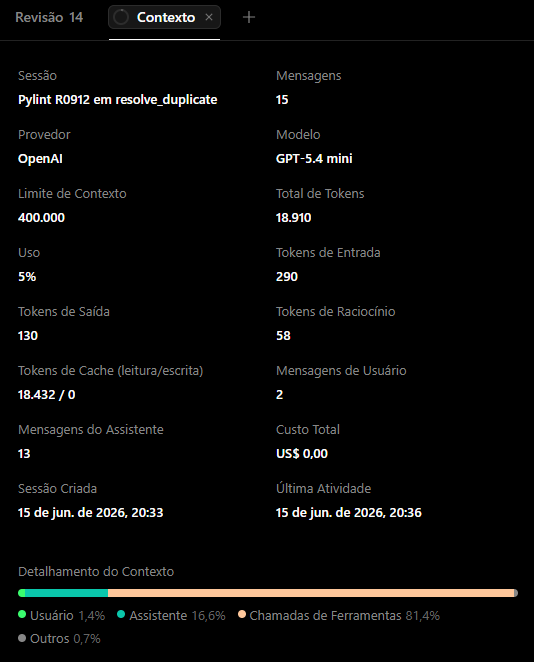 Revisão 14
Contexto
Sessão
Mensagens
Pylint R0912 em resolve_duplicate
15
Provedor
Modelo
OpenAI
GPT-5.4 mini
Limite de Contexto
Total de Tokens
400.000
18.910
Uso
Tokens de Entrada
5%
290
Tokens de Saída
Tokens de Raciocínio
130
58
Tokens de Cache (leitura/escrita)
Mensagens de Usuário
18.432 / 0
2
Mensagens do Assistente
Custo Total
13
US$ 0,00
Sessão Criada
Última Atividade
15 de jun. de 2026, 20:33
15 de jun. de 2026, 20:36
Detalhamento do Contexto
Usuário 1,4%
Assistente 16,6%
Chamadas de Ferramentas 81,4%
Outros 0,7%